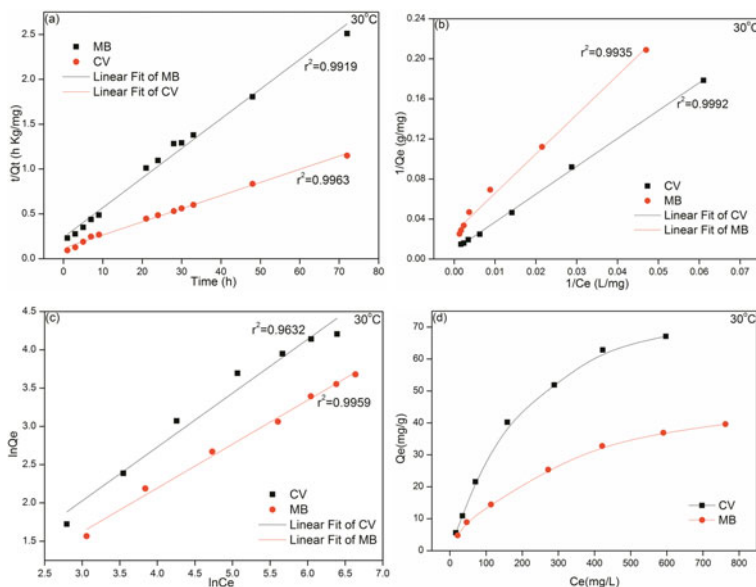 (a)
30°C
MB
CV
Linear Fit of MB
Linear Fit of CV
r²=0.9919
r²=0.9963
t/Qt (h Kg/mg)
2.5
2.0
1.5
1.0
0.5
0.0
0 10 20 30 40 50 60 70 80
Time (h)
(b)
30°C
r²=0.9935
r²=0.9992
CV
MB
Linear Fit of CV
Linear Fit of MB
1/Qe (g/mg)
0.24
0.20
0.16
0.12
0.08
0.04
0.00
0.00 0.01 0.02 0.03 0.04 0.05 0.06
1/Ce (L/mg)
(c)
30°C
r²=0.9632
r²=0.9959
CV
MB
Linear Fit of CV
Linear Fit of MB
lnQe
4.5
4.0
3.5
3.0
2.5
2.0
1.5
2.5 3.0 3.5 4.0 4.5 5.0 5.5 6.0 6.5 7.0
lnCe
(d)
30°C
CV
MB
Qe(mg/g)
70
60
50
40
30
20
10
0
0 100 200 300 400 500 600 700 800
Ce(mg/L)